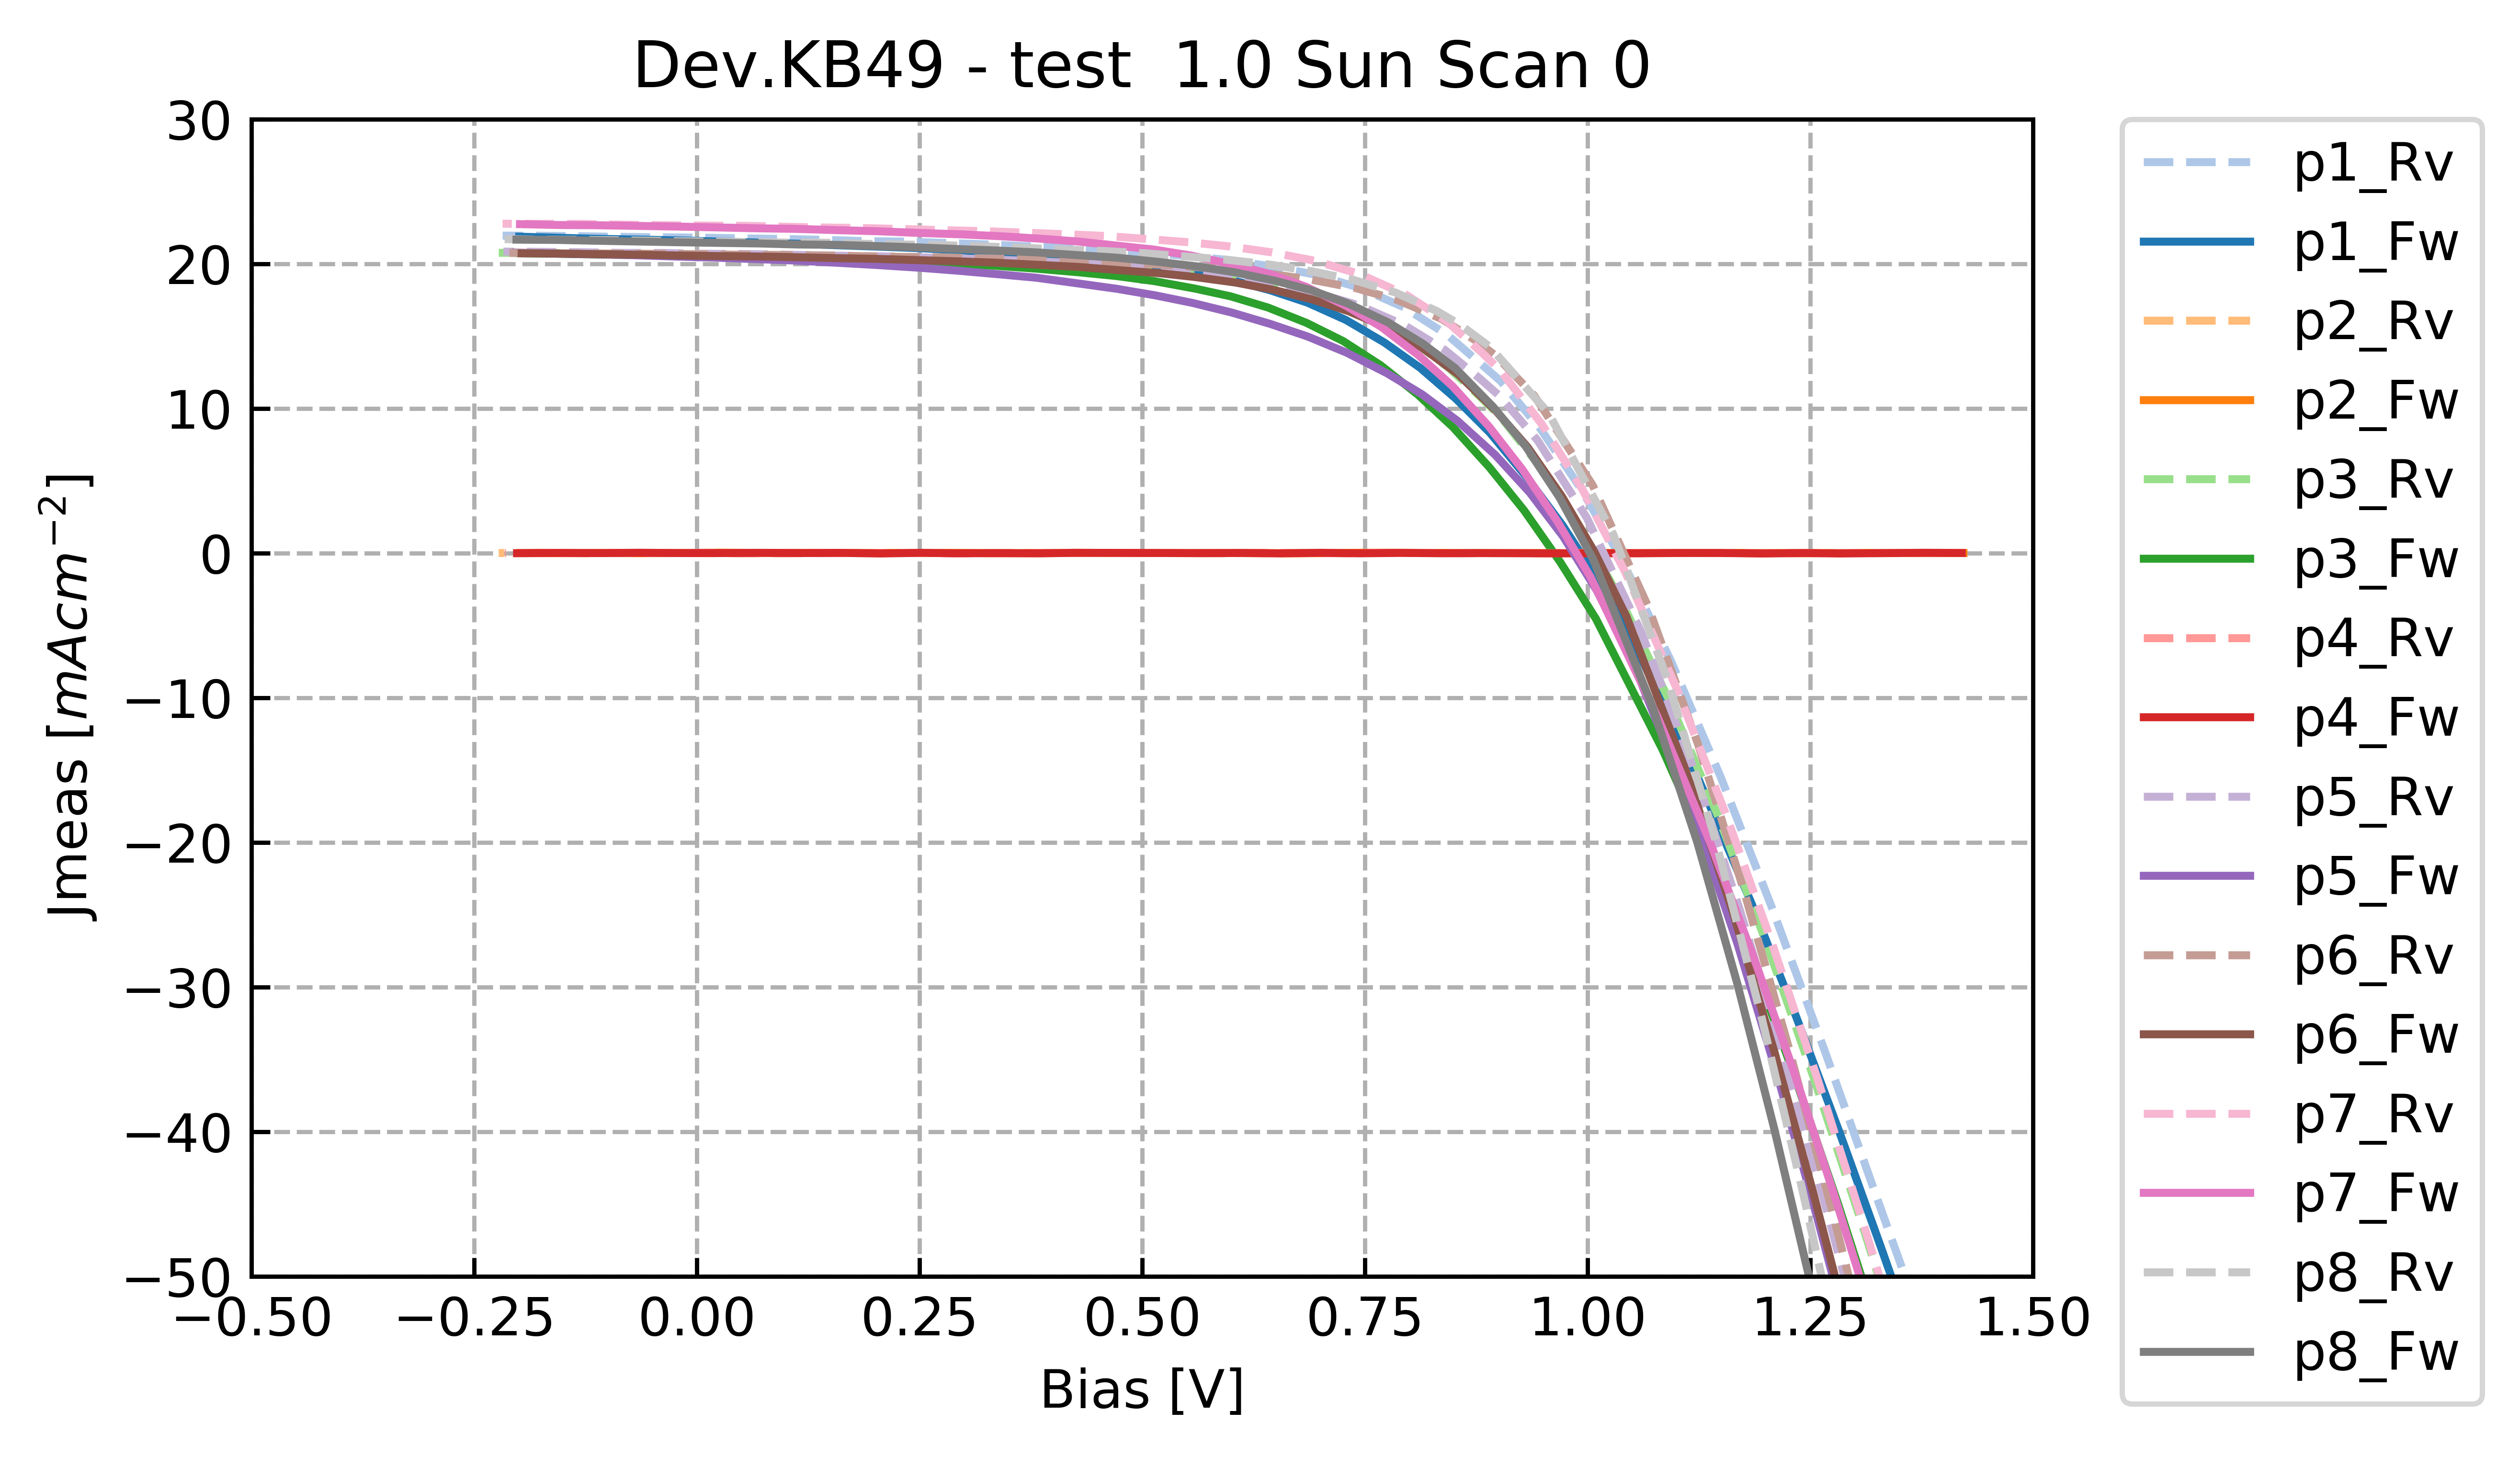 Dev.KB49 - test  1.0 Sun Scan 0
30
20
10
0
−10
−20
−30
−40
−50
Jmeas [mAcm⁻²]
−0.50 −0.25 0.00 0.25 0.50 0.75 1.00 1.25 1.50
Bias [V]
p1_Rv
p1_Fw
p2_Rv
p2_Fw
p3_Rv
p3_Fw
p4_Rv
p4_Fw
p5_Rv
p5_Fw
p6_Rv
p6_Fw
p7_Rv
p7_Fw
p8_Rv
p8_Fw